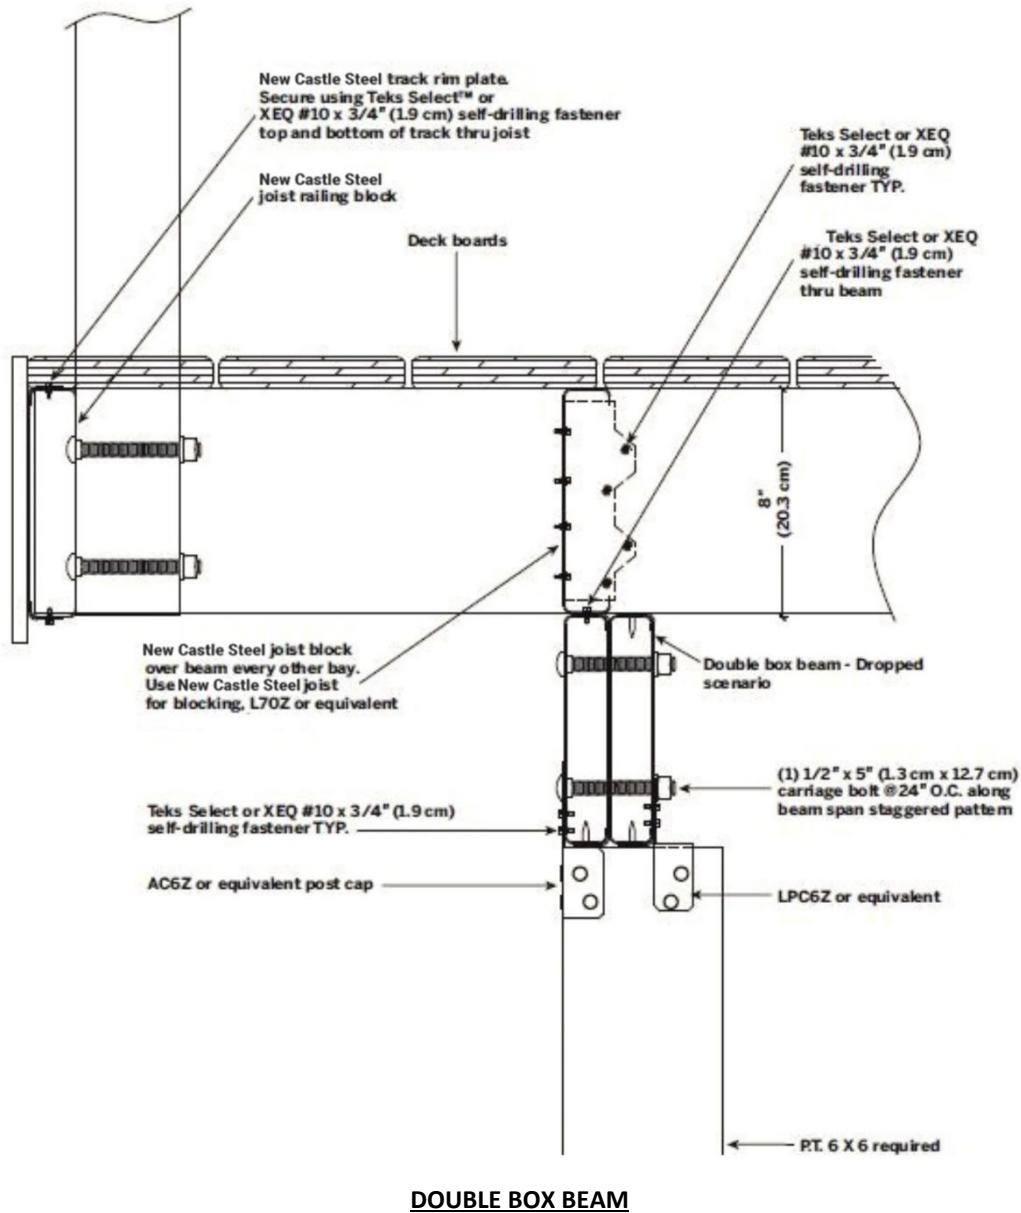 New Castle Steel track rim plate.
Secure using Teks Select™ or
XEQ #10 x 3/4" (1.9 cm) self-drilling fastener
top and bottom of track thru joist
New Castle Steel
joist railing block
Deck boards
Teks Select or XEQ
#10 x 3/4" (1.9 cm)
self-drilling
fastener TYP.
Teks Select or XEQ
#10 x 3/4" (1.9 cm)
self-drilling fastener
thru beam
8"
(20.3 cm)
New Castle Steel joist block
over beam every other bay.
Use New Castle Steel joist
for blocking, L70Z or equivalent
Double box beam - Dropped
scenario
(1) 1/2" x 5" (1.3 cm x 12.7 cm)
carriage bolt @24" O.C. along
beam span staggered pattern
Teks Select or XEQ #10 x 3/4" (1.9 cm)
self-drilling fastener TYP.
AC6Z or equivalent post cap
LPC6Z or equivalent
P.T. 6 X 6 required
DOUBLE BOX BEAM